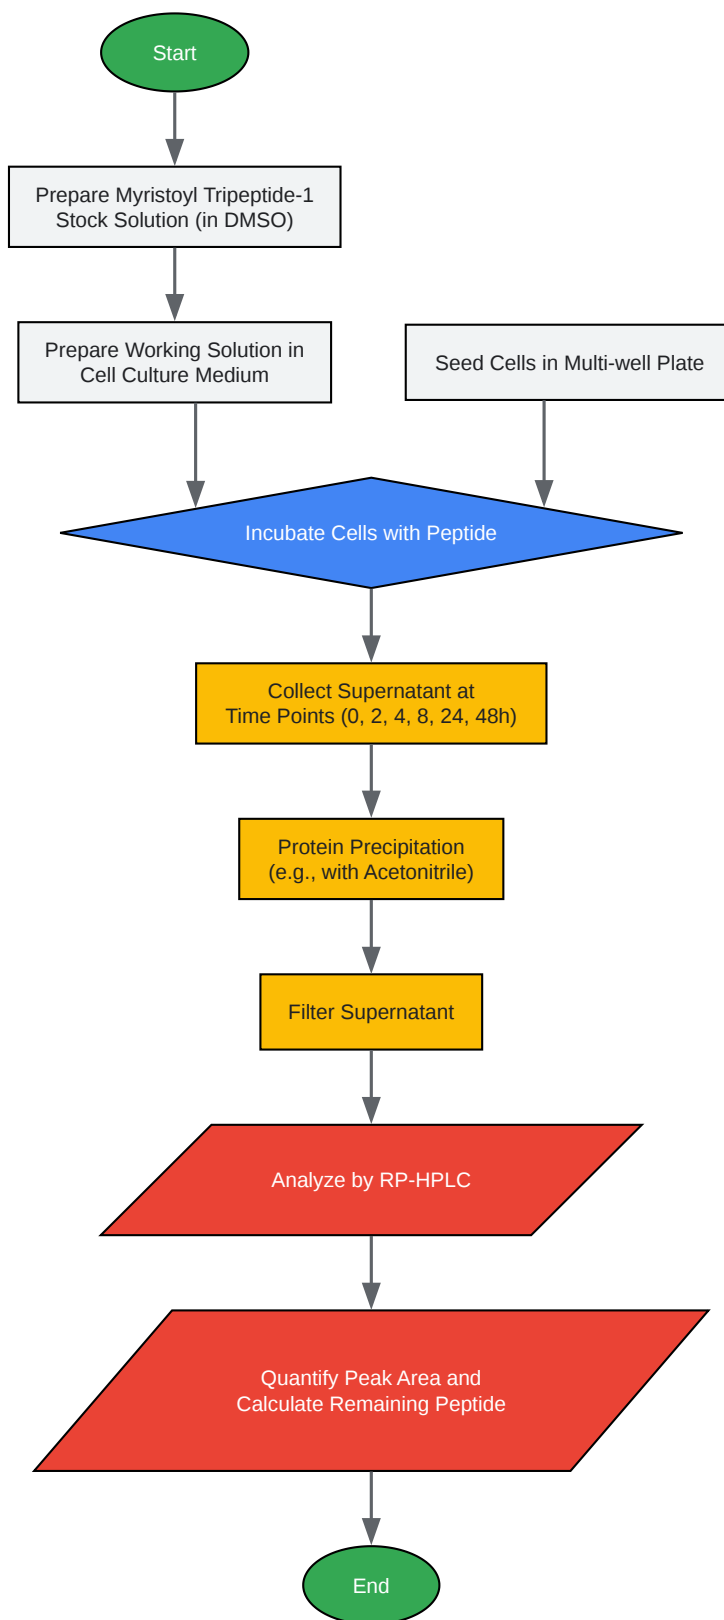 Start
Prepare Myristoyl Tripeptide-1
Stock Solution (in DMSO)
Prepare Working Solution in
Cell Culture Medium
Seed Cells in Multi-well Plate
Incubate Cells with Peptide
Collect Supernatant at
Time Points (0, 2, 4, 8, 24, 48h)
Protein Precipitation
(e.g., with Acetonitrile)
Filter Supernatant
Analyze by RP-HPLC
Quantify Peak Area and
Calculate Remaining Peptide
End